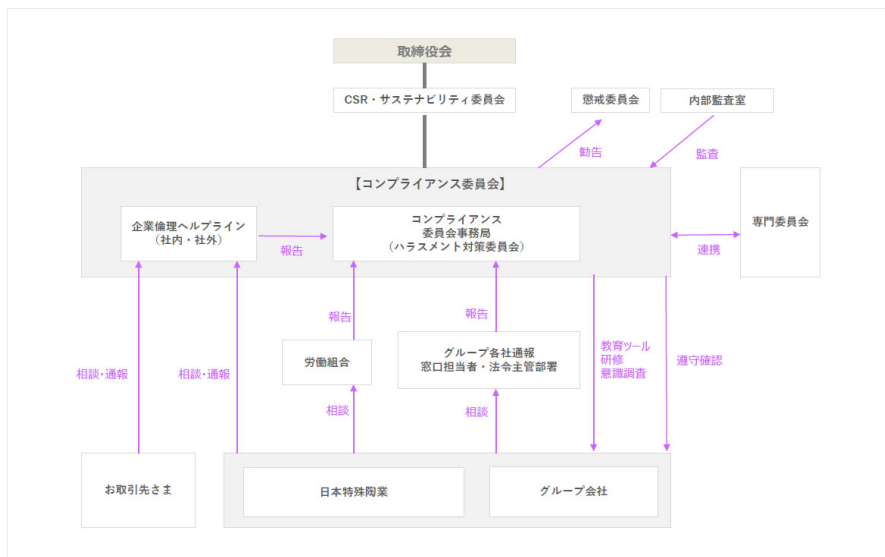 取締役会
CSR・サステナビリティ委員会
懲戒委員会
内部監査室
勧告
監査
【コンプライアンス委員会】
企業倫理ヘルプライン
（社内・社外）
報告
コンプライアンス
委員会事務局
（ハラスメント対策委員会）
専門委員会
連携
報告
報告
労働組合
グループ各社通報
窓口担当者・法令主管部署
教育ツール
研修
意識調査
遵守確認
相談・通報
相談・通報
相談
相談
お取引先さま
日本特殊陶業
グループ会社